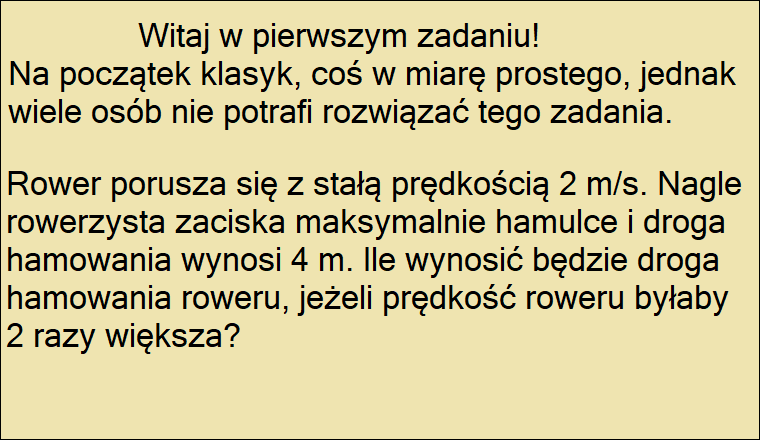 Witaj w pierwszym zadaniu!
Na początek klasyk, coś w miarę prostego, jednak
wiele osób nie potrafi rozwiązać tego zadania.
Rower porusza się z stałą prędkością 2 m/s. Nagle
rowerzysta zaciska maksymalnie hamulce i droga
hamowania wynosi 4 m. Ile wynosić będzie droga
hamowania roweru, jeżeli prędkość roweru byłaby
2 razy większa?